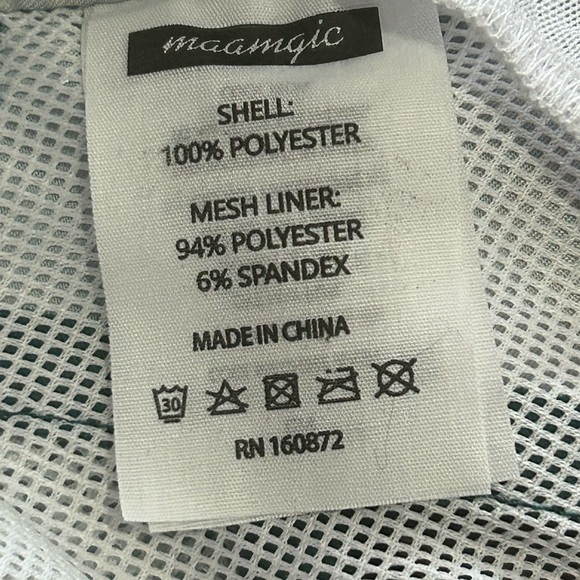 maamgic
SHELL:
100% POLYESTER
MESH LINER:
94% POLYESTER
6% SPANDEX
MADE IN CHINA
30
RN 160872